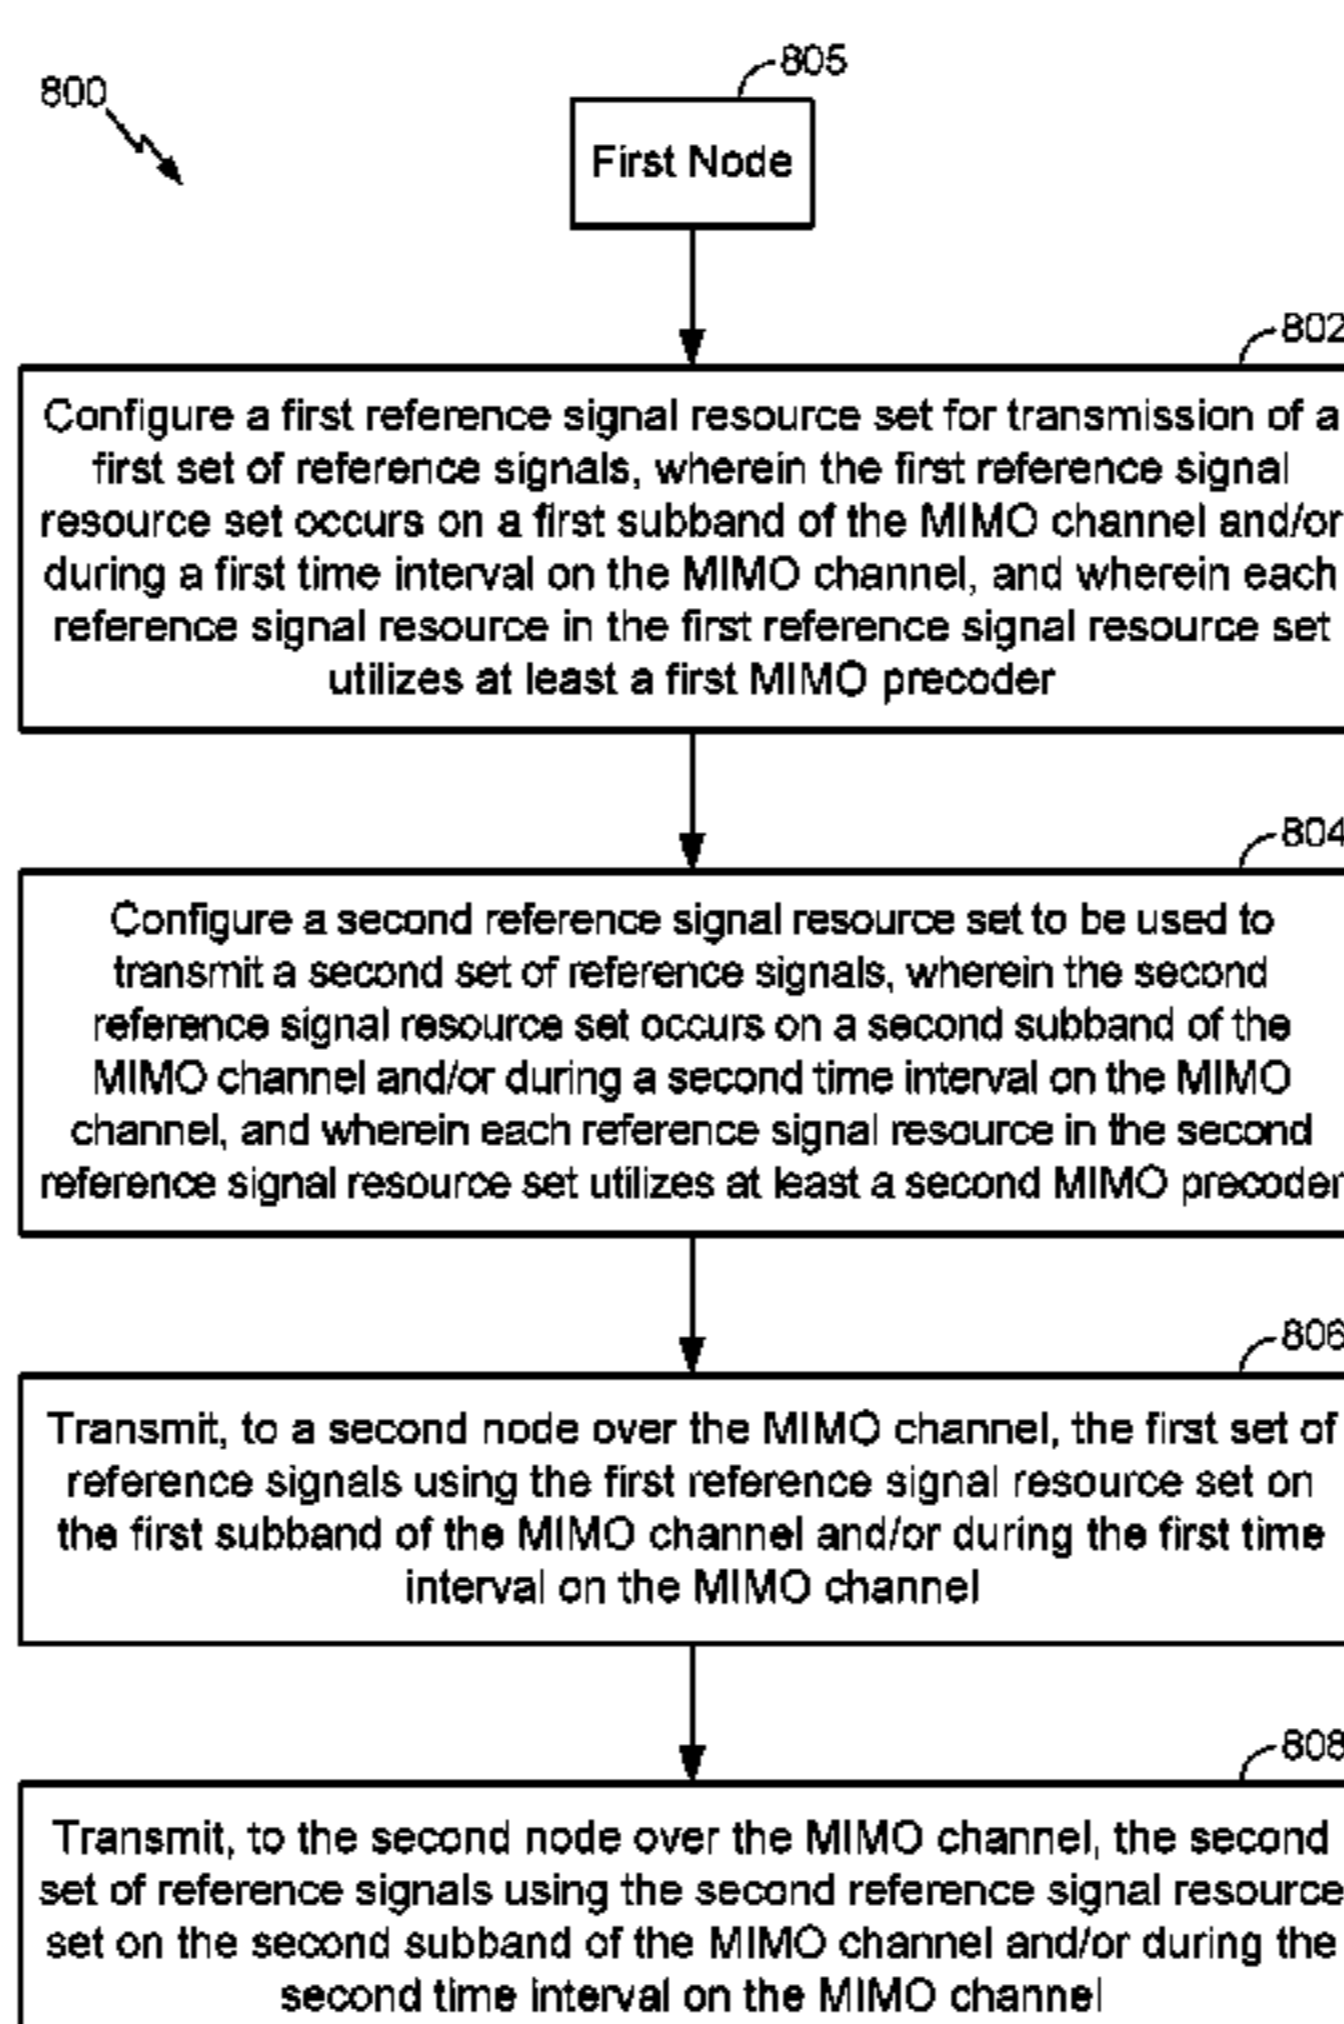 805
800
First Node
802
Configure a first reference signal resource set for transmission of a
first set of reference signals, wherein the first reference signal
resource set occurs on a first subband of the MIMO channel and/or
during a first time interval on the MIMO channel, and wherein each
reference signal resource in the first reference signal resource set
utilizes at least a first MIMO precoder
804
Configure a second reference signal resource set to be used to
transmit a second set of reference signals, wherein the second
reference signal resource set occurs on a second subband of the
MIMO channel and/or during a second time interval on the MIMO
channel, and wherein each reference signal resource in the second
reference signal resource set utilizes at least a second MIMO precoder
806
Transmit, to a second node over the MIMO channel, the first set of
reference signals using the first reference signal resource set on
the first subband of the MIMO channel and/or during the first time
interval on the MIMO channel
808
Transmit, to the second node over the MIMO channel, the second
set of reference signals using the second reference signal resource
set on the second subband of the MIMO channel and/or during the
second time interval on the MIMO channel